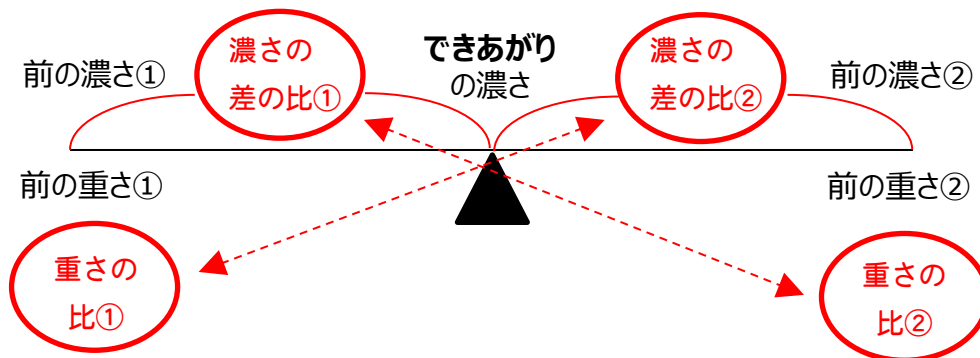 前の濃さ①
濃さの
差の比①
できあがり
の濃さ
濃さの
差の比②
前の濃さ②
前の重さ①
前の重さ②
重さの
比①
重さの
比②